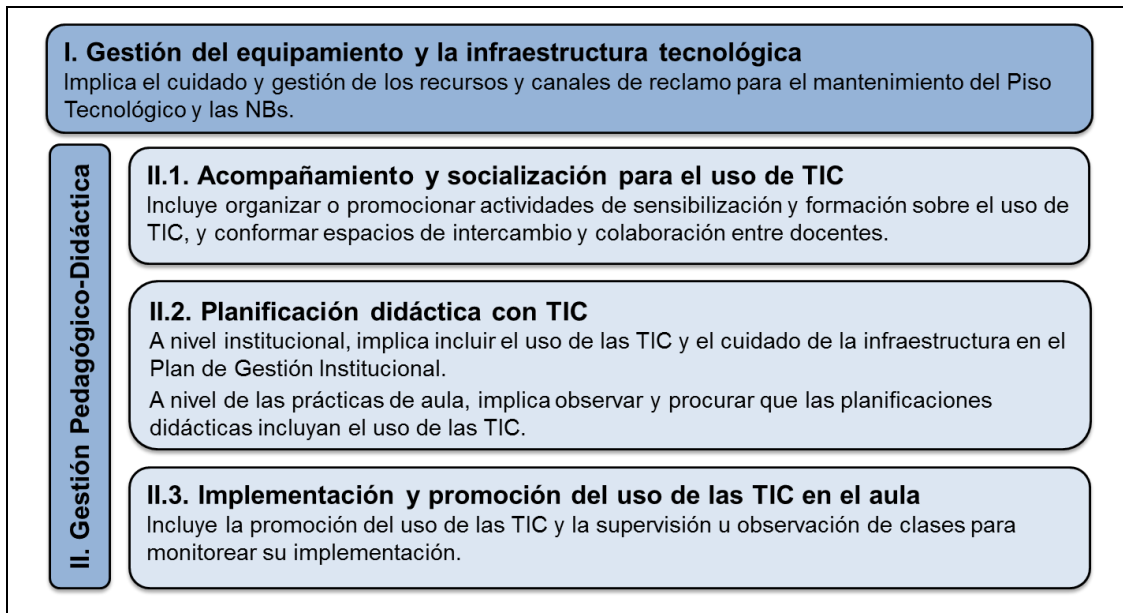 I. Gestión del equipamiento y la infraestructura tecnológica
Implica el cuidado y gestión de los recursos y canales de reclamo para el mantenimiento del Piso
Tecnológico y las NBs.
II. Gestión Pedagógico-Didáctica
II.1. Acompañamiento y socialización para el uso de TIC
Incluye organizar o promocionar actividades de sensibilización y formación sobre el uso de
TIC, y conformar espacios de intercambio y colaboración entre docentes.
II.2. Planificación didáctica con TIC
A nivel institucional, implica incluir el uso de las TIC y el cuidado de la infraestructura en el
Plan de Gestión Institucional.
A nivel de las prácticas de aula, implica observar y procurar que las planificaciones
didácticas incluyan el uso de las TIC.
II.3. Implementación y promoción del uso de las TIC en el aula
Incluye la promoción del uso de las TIC y la supervisión u observación de clases para
monitorear su implementación.